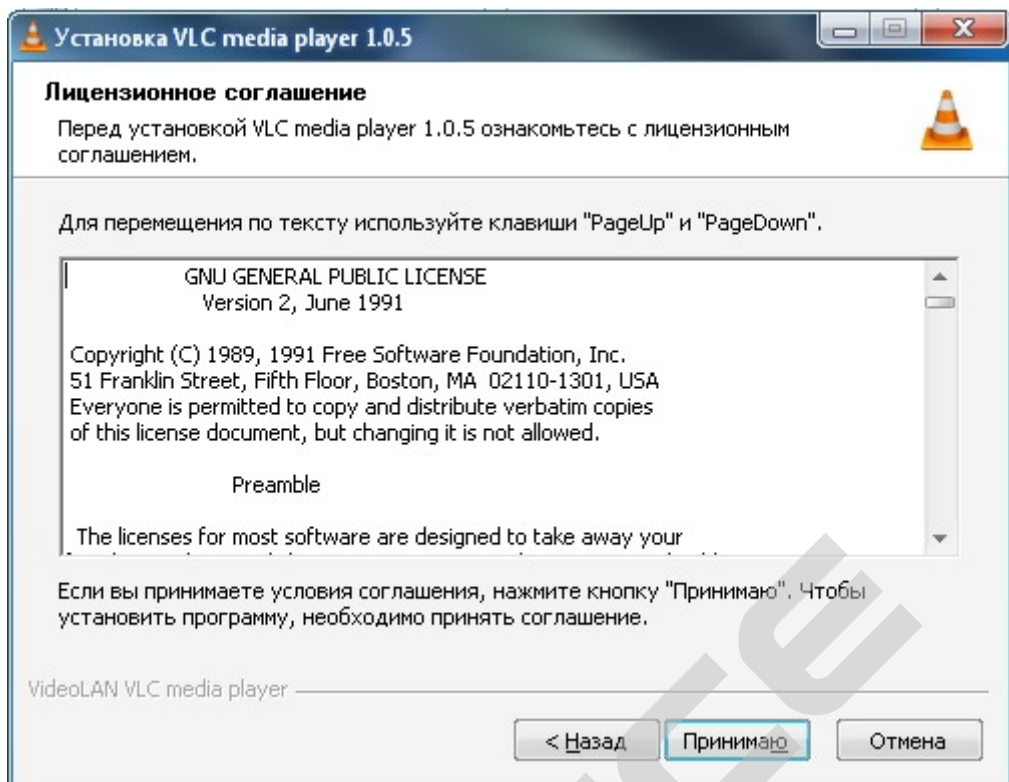 Установка VLC media player 1.0.5
Лицензионное соглашение
Перед установкой VLC media player 1.0.5 ознакомьтесь с лицензионным
соглашением.
Для перемещения по тексту используйте клавиши "PageUp" и "PageDown".
GNU GENERAL PUBLIC LICENSE
Version 2, June 1991
Copyright (C) 1989, 1991 Free Software Foundation, Inc.
51 Franklin Street, Fifth Floor, Boston, MA 02110-1301, USA
Everyone is permitted to copy and distribute verbatim copies
of this license document, but changing it is not allowed.
Preamble
The licenses for most software are designed to take away your
Если вы принимаете условия соглашения, нажмите кнопку "Принимаю". Чтобы
установить программу, необходимо принять соглашение.
VideoLAN VLC media player
< Назад
Принимаю
Отмена